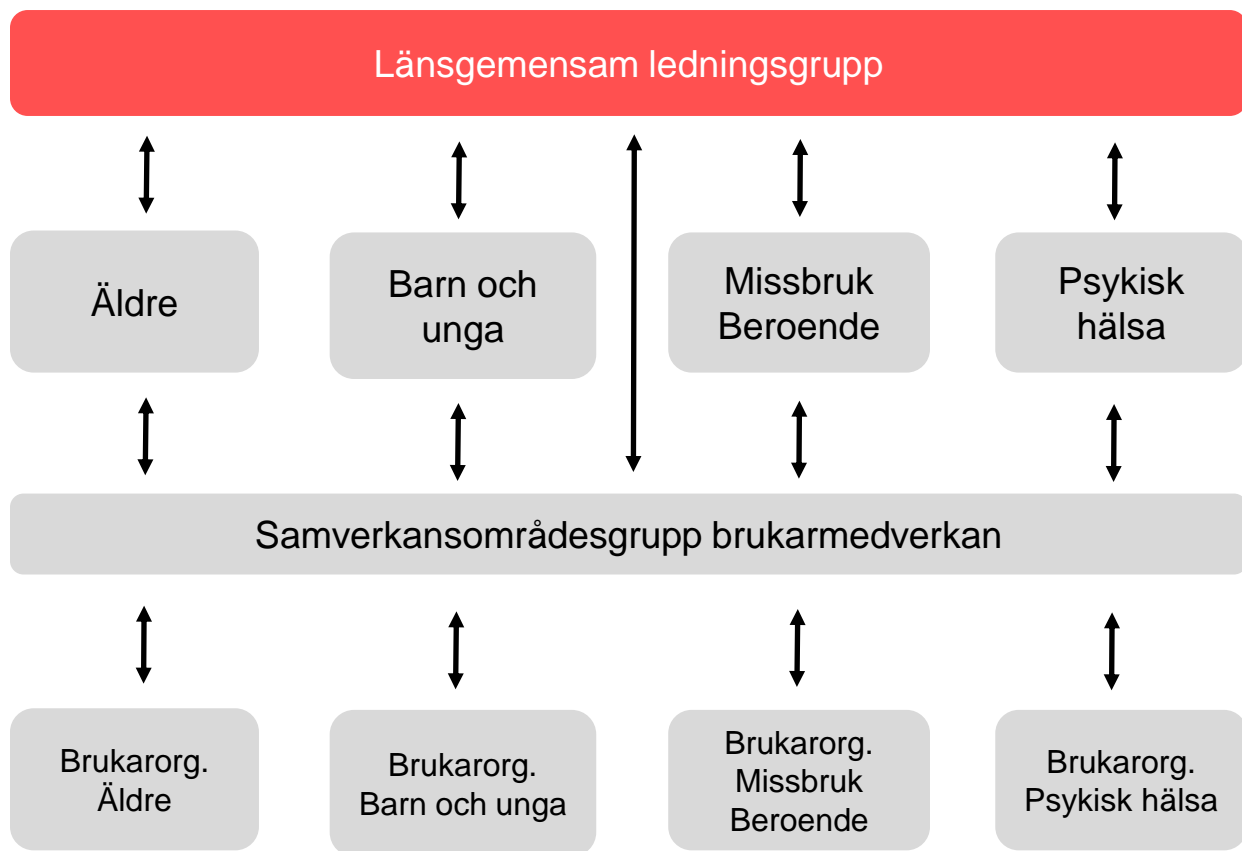 Länsgemensam ledningsgrupp
Äldre
Barn och
unga
Missbruk
Beroende
Psykisk
hälsa
Samverkansområdesgrupp brukarmedverkan
Brukarorg.
Äldre
Brukarorg.
Barn och unga
Brukarorg.
Missbruk
Beroende
Brukarorg.
Psykisk hälsa